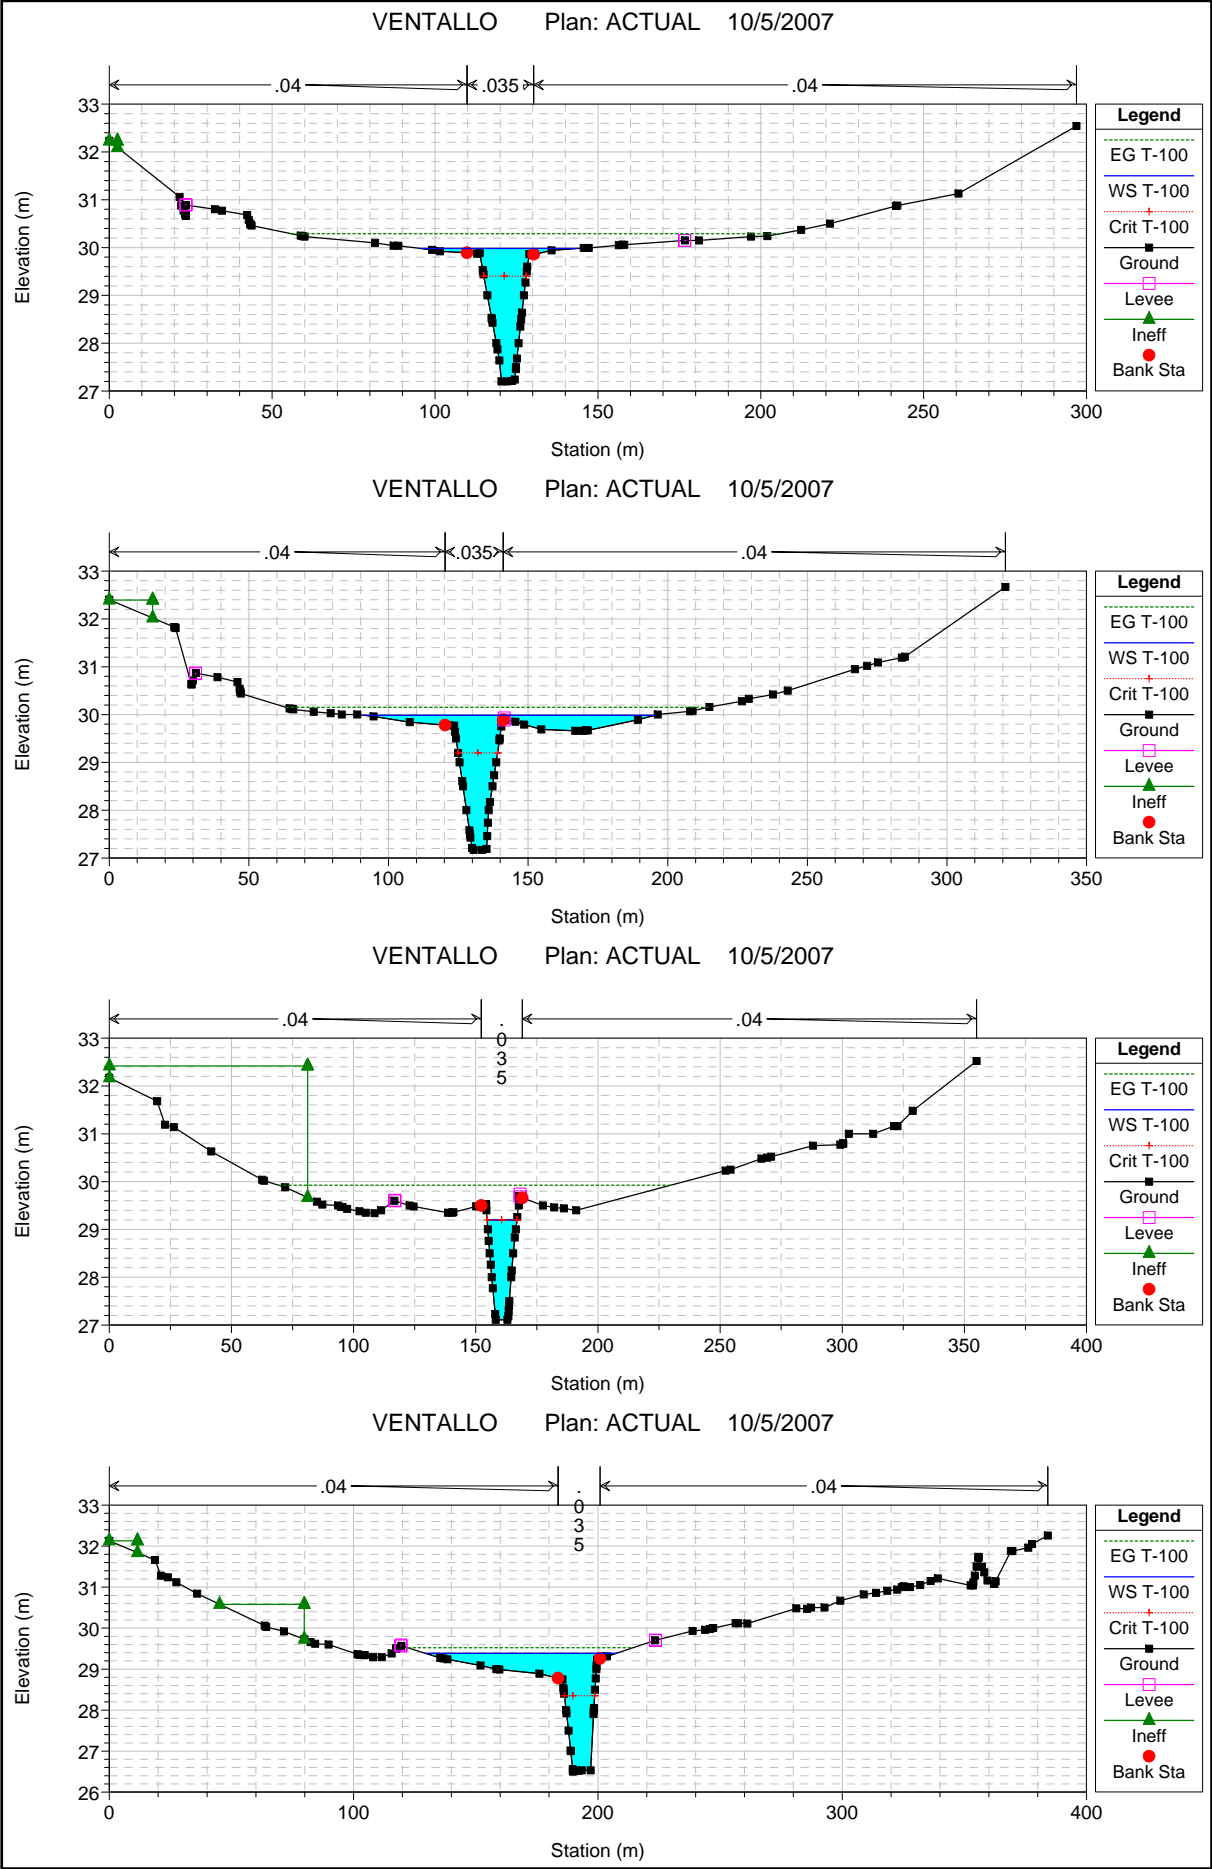 VENTALLO Plan: ACTUAL 10/5/2007
.04 .035 .04
33
32
31
30
29
28
27
Elevation (m)
0 50 100 150 200 250 300
Station (m)
Legend
EG T-100
WS T-100
Crit T-100
Ground
Levee
Ineff
Bank Sta
VENTALLO Plan: ACTUAL 10/5/2007
.04 .035 .04
33
32
31
30
29
28
27
Elevation (m)
0 50 100 150 200 250 300 350
Station (m)
Legend
EG T-100
WS T-100
Crit T-100
Ground
Levee
Ineff
Bank Sta
VENTALLO Plan: ACTUAL 10/5/2007
.04 .035 .04
33
32
31
30
29
28
27
Elevation (m)
0 50 100 150 200 250 300 350 400
Station (m)
Legend
EG T-100
WS T-100
Crit T-100
Ground
Levee
Ineff
Bank Sta
VENTALLO Plan: ACTUAL 10/5/2007
.04 .035 .04
33
32
31
30
29
28
27
26
Elevation (m)
0 100 200 300 400
Station (m)
Legend
EG T-100
WS T-100
Crit T-100
Ground
Levee
Ineff
Bank Sta